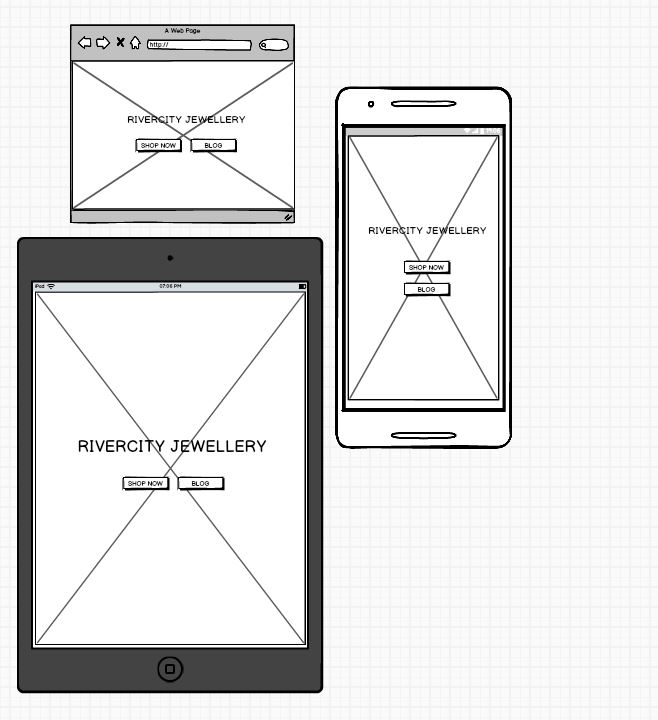 A Web Page
http://
RIVERCITY JEWELLERY
SHOP NOW
BLOG
RIVERCITY JEWELLERY
SHOP NOW
BLOG
iPod
07:06 PM
RIVERCITY JEWELLERY
SHOP NOW
BLOG